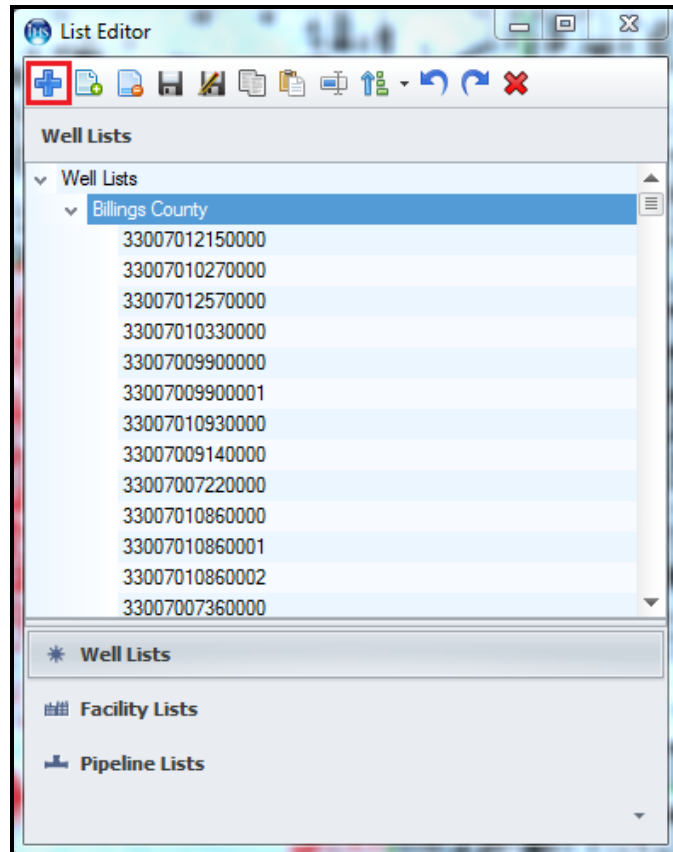 List Editor
Well Lists
Well Lists
Billings County
33007012150000
33007010270000
33007012570000
33007010330000
33007009900000
33007009900001
33007010930000
33007009140000
33007007220000
33007010860000
33007010860001
33007010860002
33007007360000
Well Lists
Facility Lists
Pipeline Lists